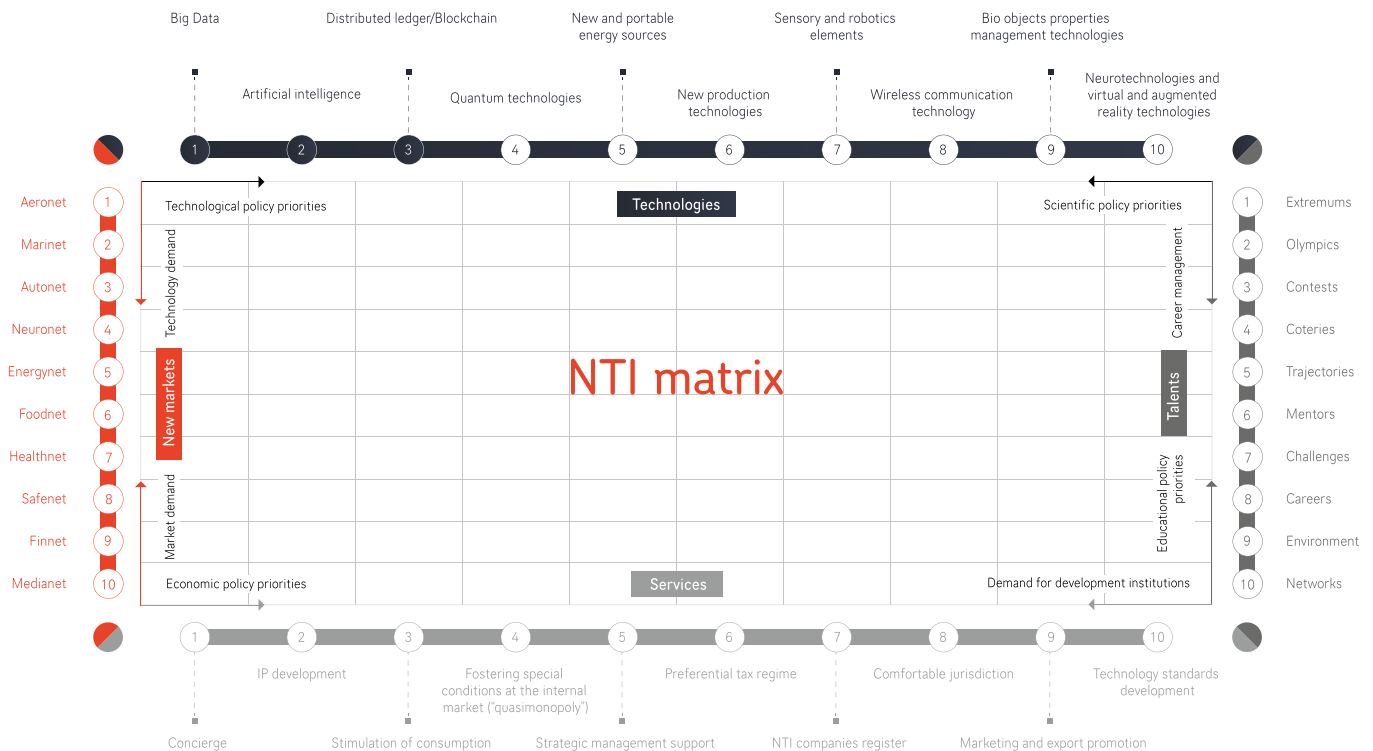 Big Data
Distributed ledger/Blockchain
New and portable
energy sources
Sensory and robotics
elements
Bio objects properties
management technologies
Artificial intelligence
Quantum technologies
New production
technologies
Wireless communication
technology
Neurotechnologies and
virtual and augmented
reality technologies
1 2 3 4 5 6 7 8 9 10
Technological policy priorities
Technologies
Scientific policy priorities
Aeronet 1
Marinet 2
Autonet 3
Neuronet 4
Energynet 5
Foodnet 6
Healthnet 7
Safenet 8
Finnet 9
Medianet 10
Technology demand
New markets
Market demand
NTI matrix
Career management
Talents
Educational policy
priorities
1 Extremums
2 Olympics
3 Contests
4 Coteries
5 Trajectories
6 Mentors
7 Challenges
8 Careers
9 Environment
10 Networks
Economic policy priorities
Services
Demand for development institutions
1 2 3 4 5 6 7 8 9 10
IP development
Fostering special
conditions at the internal
market ("quasimonopoly")
Preferential tax regime
Comfortable jurisdiction
Technology standards
development
Concierge
Stimulation of consumption
Strategic management support
NTI companies register
Marketing and export promotion